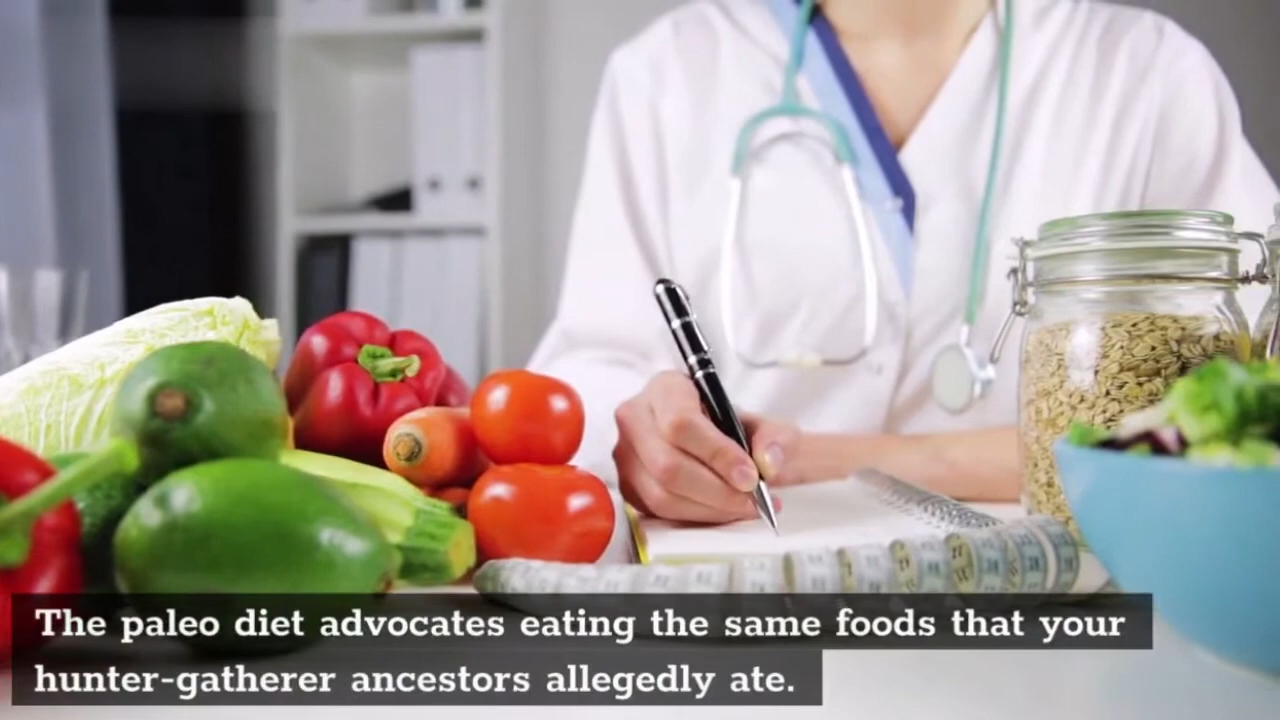 The paleo diet advocates eating the same foods that your
hunter-gatherer ancestors allegedly ate.